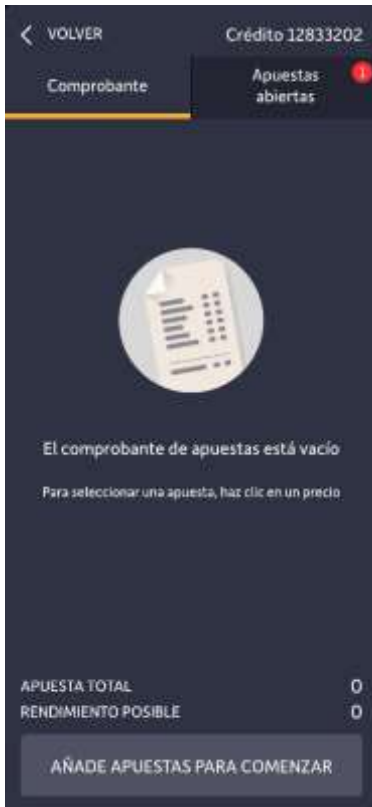 VOLVER
Crédito 12833202
Comprobante
Apuestas
abiertas
1
El comprobante de apuestas está vacío
Para seleccionar una apuesta, haz clic en un precio
APUESTA TOTAL 0
RENDIMIENTO POSIBLE 0
AÑADE APUESTAS PARA COMENZAR